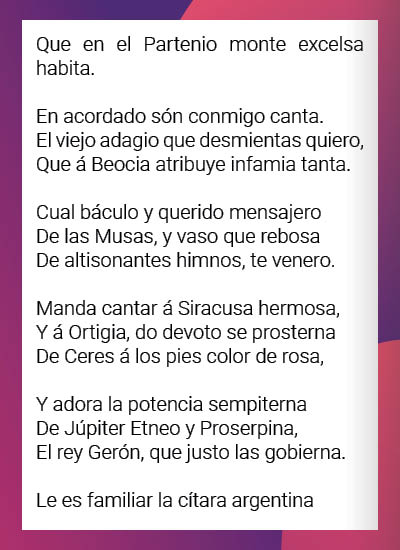 Que en el Partenio monte excelsa
habita.
En acordado són conmigo canta.
El viejo adagio que desmientas quiero,
Que á Beocia atribuye infamia tanta.
Cual báculo y querido mensajero
De las Musas, y vaso que rebosa
De altisonantes himnos, te venero.
Manda cantar á Siracusa hermosa,
Y á Ortigia, do devoto se prosterna
De Ceres á los pies color de rosa,
Y adora la potencia sempiterna
De Júpiter Etneo y Proserpina,
El rey Gerón, que justo las gobierna.
Le es familiar la cítara argentina